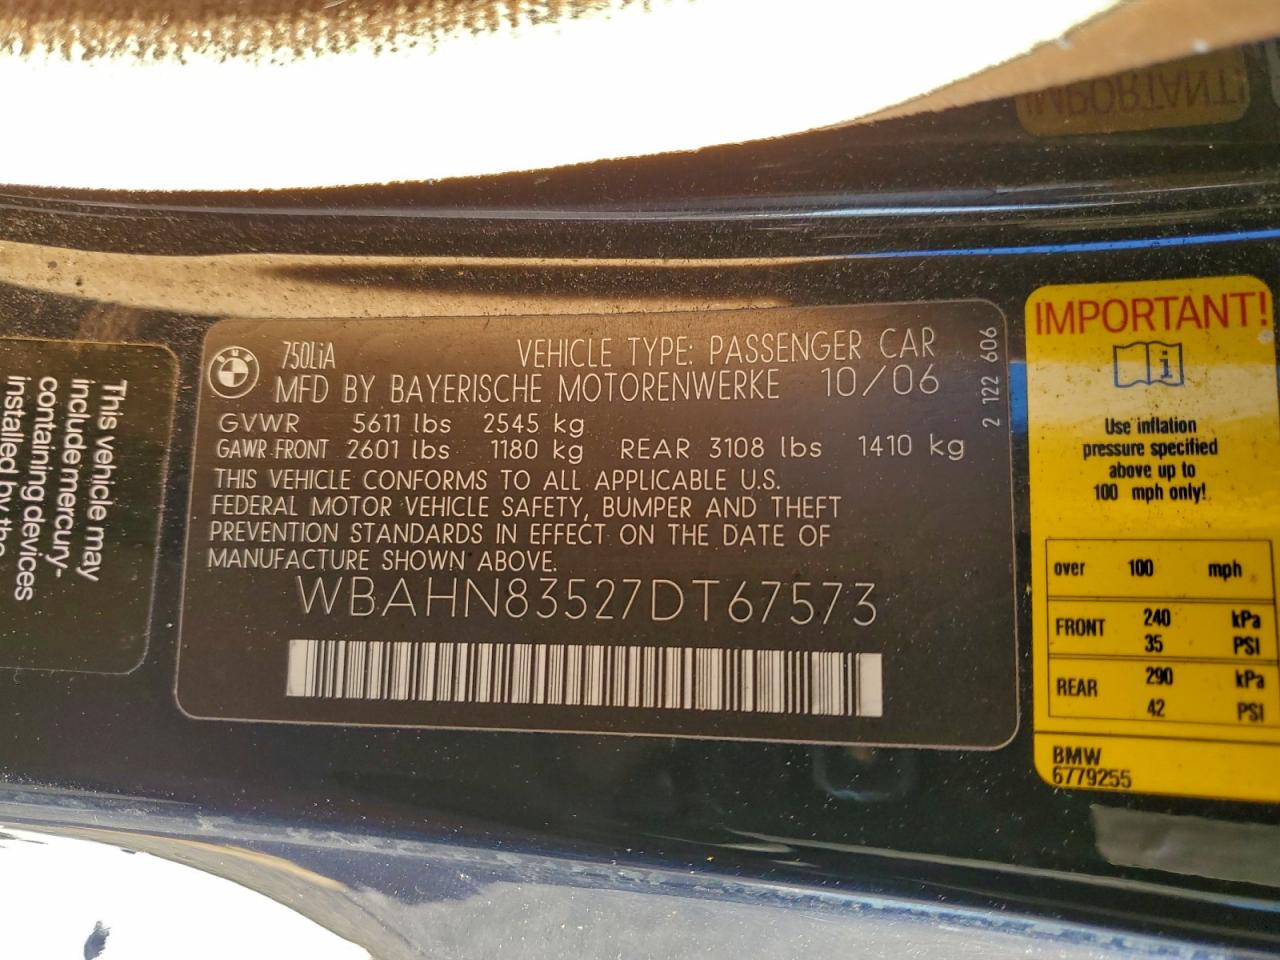 IMPORTANT!
This vehicle may
include mercury-
containing devices
installed by the
BMW
750LiA
VEHICLE TYPE: PASSENGER CAR
MFD BY BAYERISCHE MOTORENWERKE 10/06
GVWR 5611 lbs 2545 kg
GAWR FRONT 2601 lbs 1180 kg REAR 3108 lbs 1410 kg
THIS VEHICLE CONFORMS TO ALL APPLICABLE U.S.
FEDERAL MOTOR VEHICLE SAFETY, BUMPER AND THEFT
PREVENTION STANDARDS IN EFFECT ON THE DATE OF
MANUFACTURE SHOWN ABOVE.
WBAHN83527DT67573
2 122 606
IMPORTANT!
i
Use inflation
pressure specified
above up to
100 mph only!
over 100 mph
FRONT 240 kPa
35 PSI
REAR 290 kPa
42 PSI
BMW
6779255